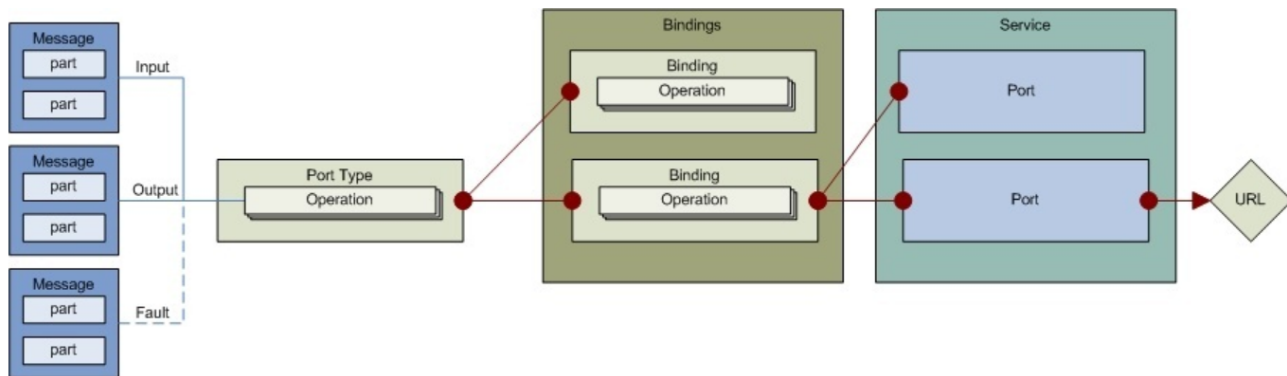 Message
part
part
Input
Message
part
part
Output
Message
part
part
Fault
Port Type
Operation
Bindings
Binding
Operation
Binding
Operation
Service
Port
Port
URL